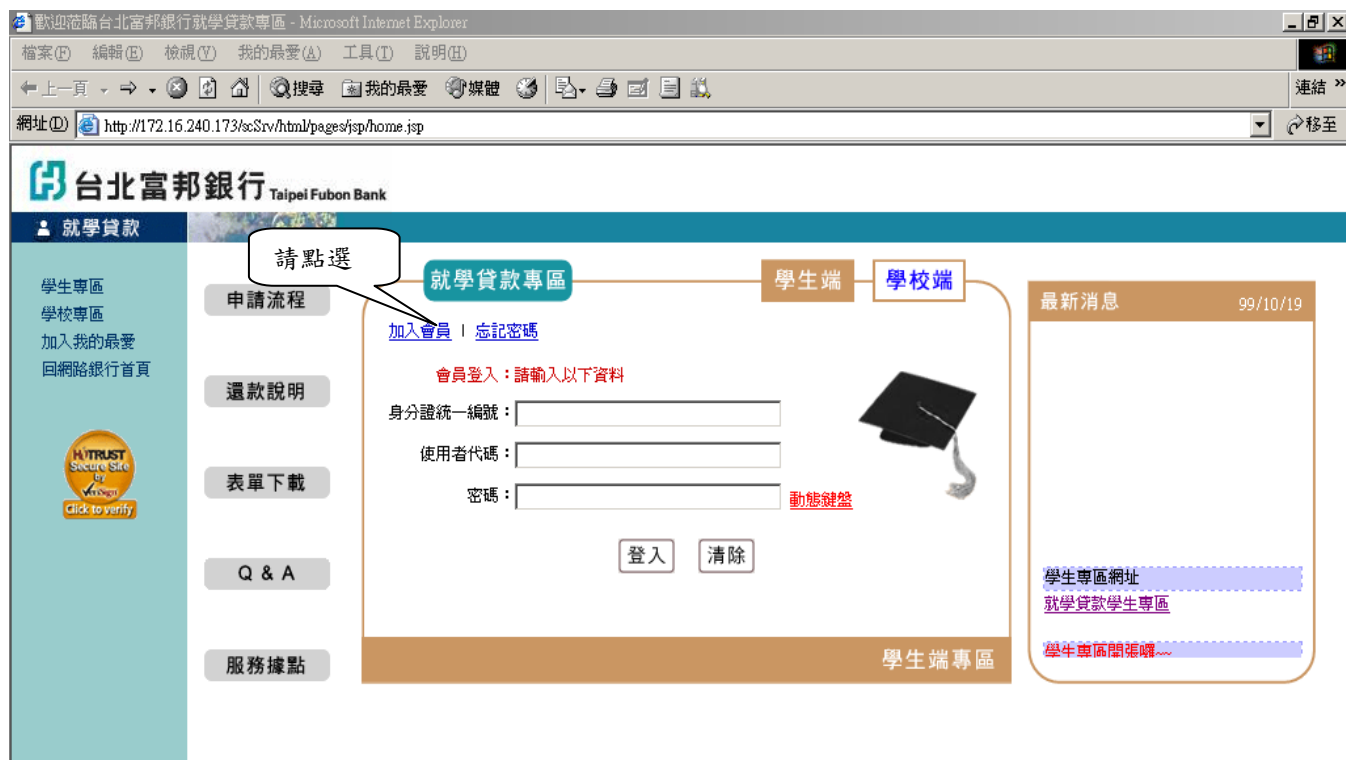 歡迎蒞臨台北富邦銀行就學貸款專區 - Microsoft Internet Explorer
檔案(F) 編輯(E) 檢視(V) 我的最愛(A) 工具(T) 說明(H)
上一頁 搜尋 我的最愛 媒體 連結 »
網址(D) http://172.16.240.173/scSrv/html/pages/jsp/home.jsp 移至
台北富邦銀行 Taipei Fubon Bank
就學貸款
學生專區
學校專區
加入我的最愛
回網路銀行首頁
HiTRUST
Secure Site
by
VeriSign
Click to verify
申請流程
還款說明
表單下載
Q & A
服務據點
請點選
就學貸款專區 學生端 學校端
加入會員 | 忘記密碼
會員登入：請輸入以下資料
身分證統一編號：
使用者代碼：
密碼： 動態鍵盤
登入 清除
學生端專區
最新消息 99/10/19
學生專區網址
就學貸款學生專區
學生專區開張囉~~